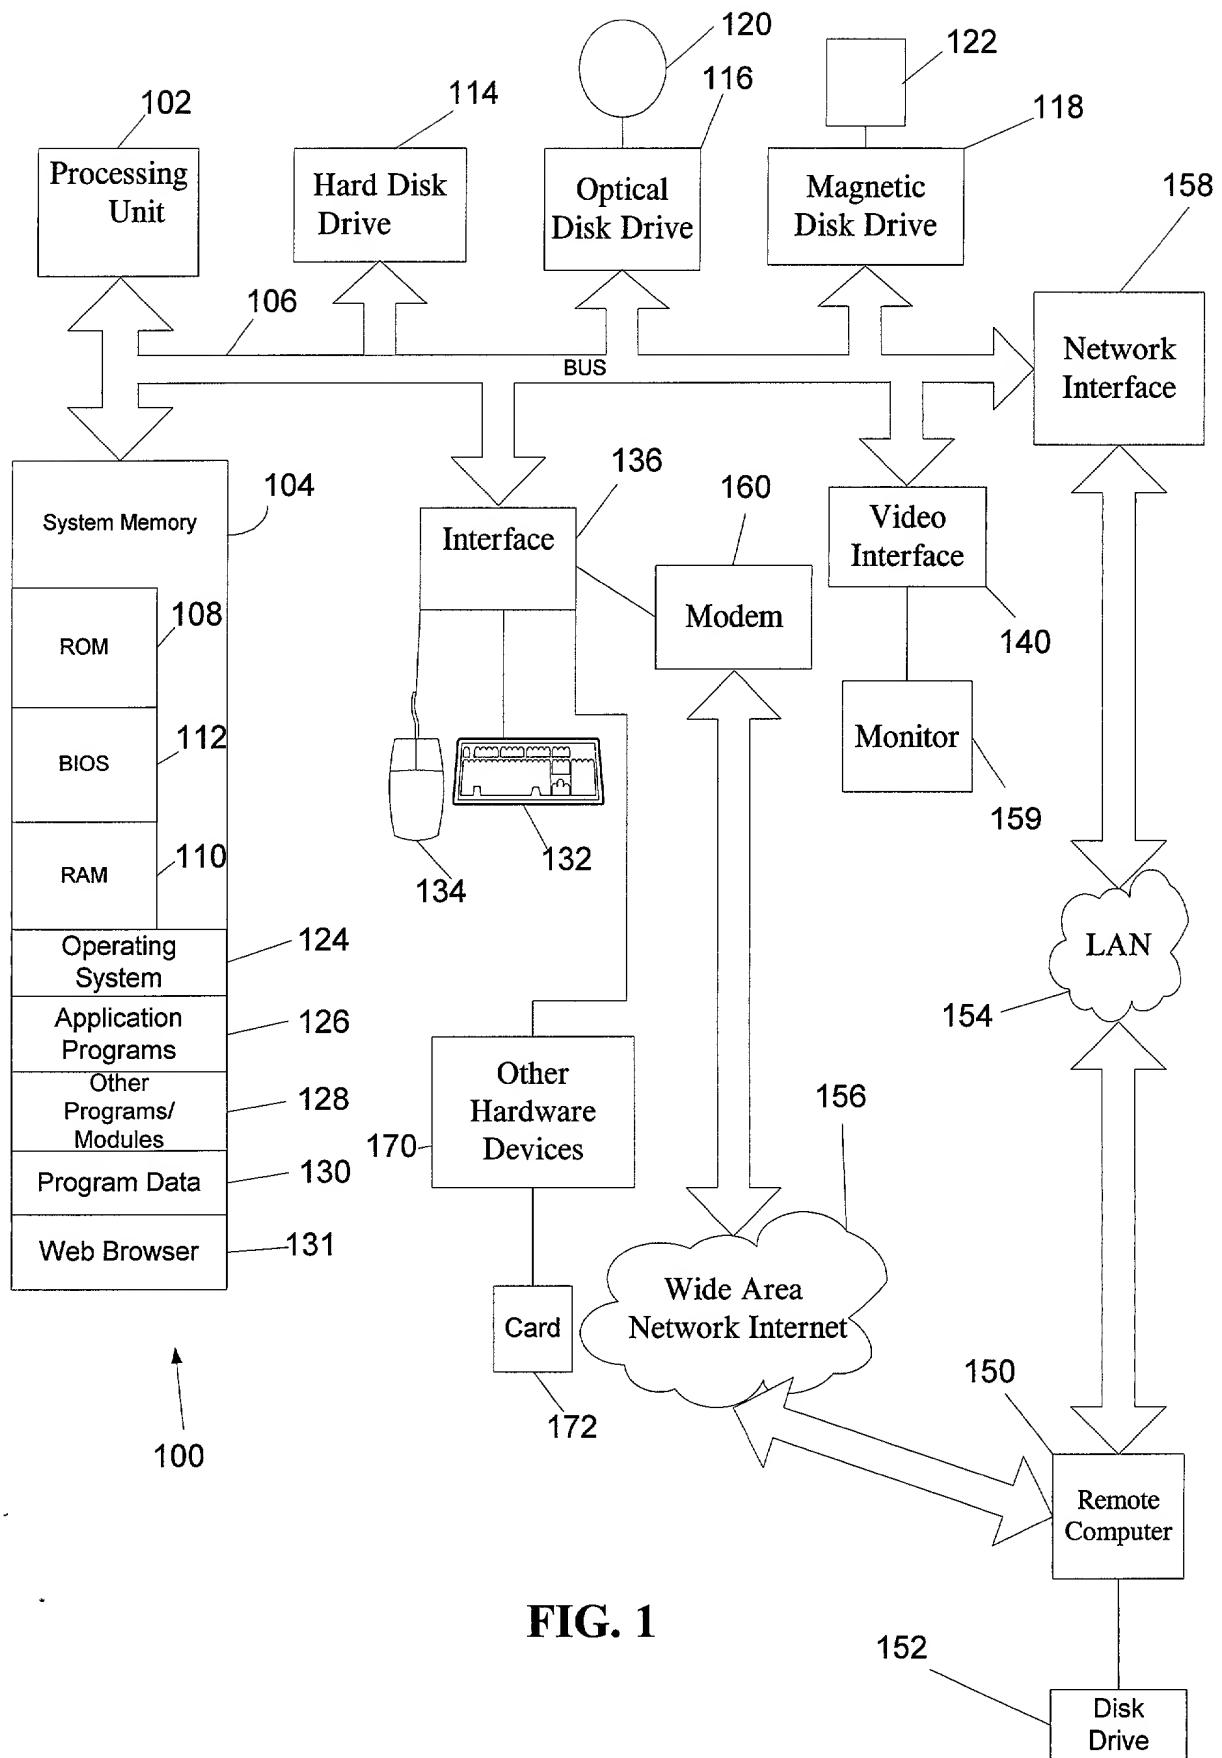 120
122
116
102
114
118
Processing
Unit
Hard Disk
Drive
Optical
Disk Drive
Magnetic
Disk Drive
158
106
BUS
Network
Interface
136
104
160
System Memory
Interface
Video
Interface
108
ROM
Modem
140
112
BIOS
Monitor
159
110
RAM
134
132
124
Operating
System
LAN
154
126
Application
Programs
Other
Programs/
Modules
128
Other
Hardware
Devices
170
156
130
Program Data
131
Web Browser
Wide Area
Network Internet
Card
172
150
100
Remote
Computer
FIG. 1
152
Disk
Drive